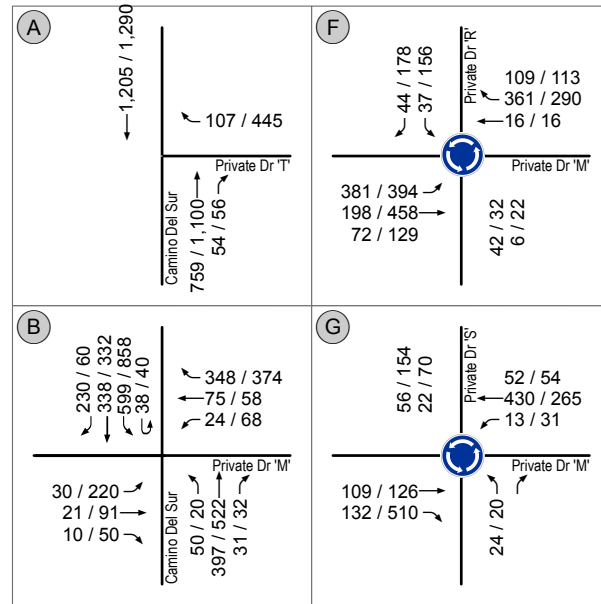 A
1,205 / 1,290
107 / 445
Private Dr 'T'
Camino Del Sur
759 / 1,100
54 / 56
F
44 / 178
37 / 156
Private Dr 'R'
109 / 113
361 / 290
16 / 16
Private Dr 'M'
381 / 394
198 / 458
72 / 129
42 / 32
6 / 22
B
230 / 60
338 / 332
599 / 858
38 / 40
348 / 374
75 / 58
24 / 68
Private Dr 'M'
30 / 220
21 / 91
10 / 50
Camino Del Sur
50 / 20
397 / 522
31 / 32
G
56 / 154
22 / 70
Private Dr 'S'
52 / 54
430 / 265
13 / 31
Private Dr 'M'
109 / 126
132 / 510
24 / 20